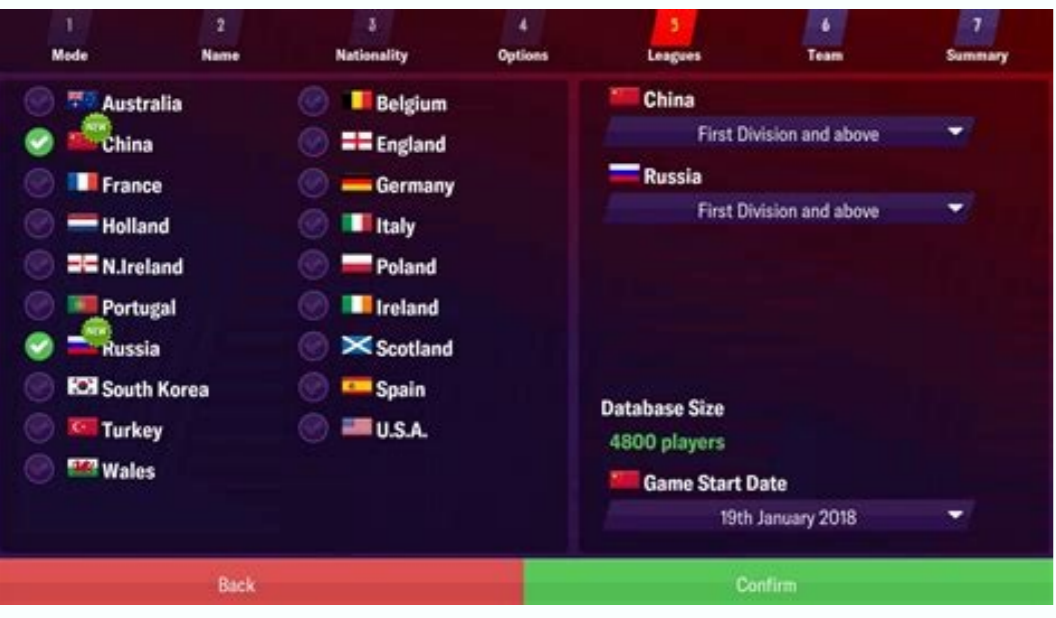 1 2 3 4 5 6 7
Mode Name Nationality Options Leagues Team Summary
Australia
NEW
China
France
Holland
N.Ireland
Portugal
NEW
Russia
South Korea
Turkey
Wales
Belgium
England
Germany
Italy
Poland
Ireland
Scotland
Spain
U.S.A.
China
First Division and above
Russia
First Division and above
Database Size
4800 players
Game Start Date
19th January 2018
Back
Confirm